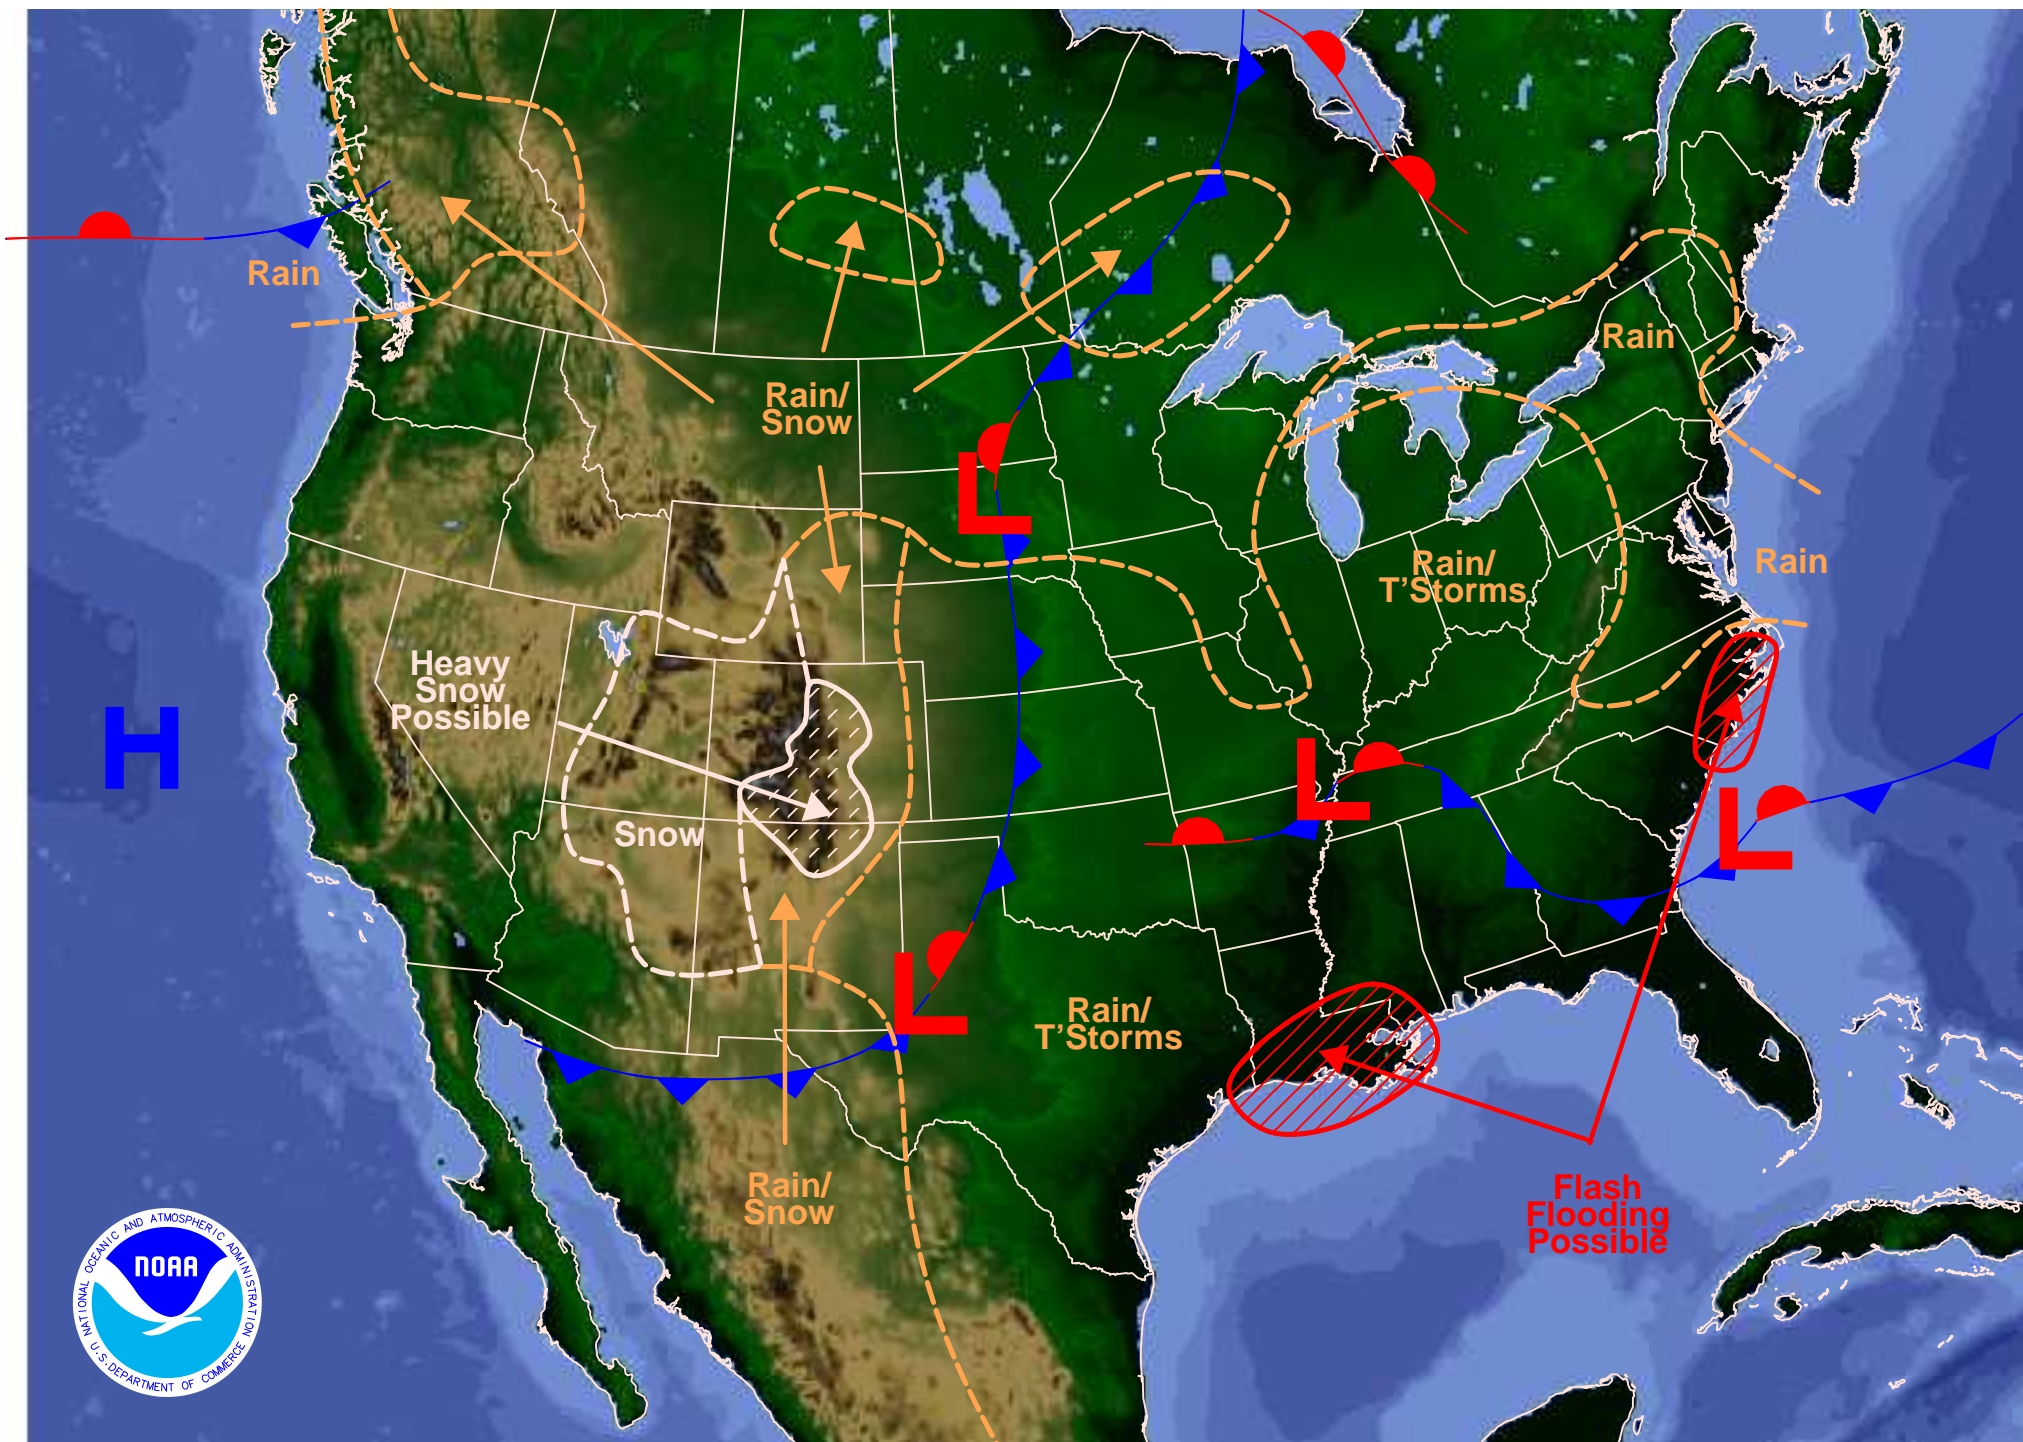 Rain
Rain/
Snow
Rain
Rain/
T'Storms
Rain
Heavy
Snow
Possible
Snow
L
H
L
L
L
Rain/
T'Storms
Rain/
Snow
Flash
Flooding
Possible
NATIONAL OCEANIC AND ATMOSPHERIC ADMINISTRATION
NOAA
U.S. DEPARTMENT OF COMMERCE